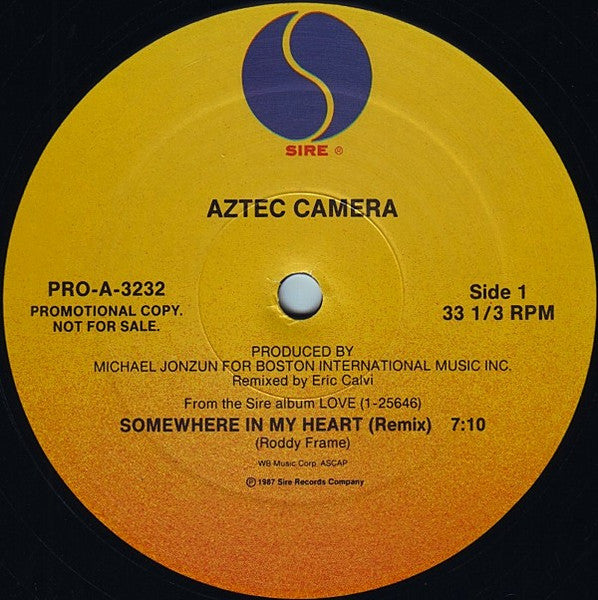 SIRE ®
AZTEC CAMERA
PRO-A-3232
PROMOTIONAL COPY.
NOT FOR SALE.
Side 1
33 1/3 RPM
PRODUCED BY
MICHAEL JONZUN FOR BOSTON INTERNATIONAL MUSIC INC.
Remixed by Eric Calvi
From the Sire album LOVE (1-25646)
SOMEWHERE IN MY HEART (Remix) 7:10
(Roddy Frame)
WB Music Corp. ASCAP
℗ 1987 Sire Records Company